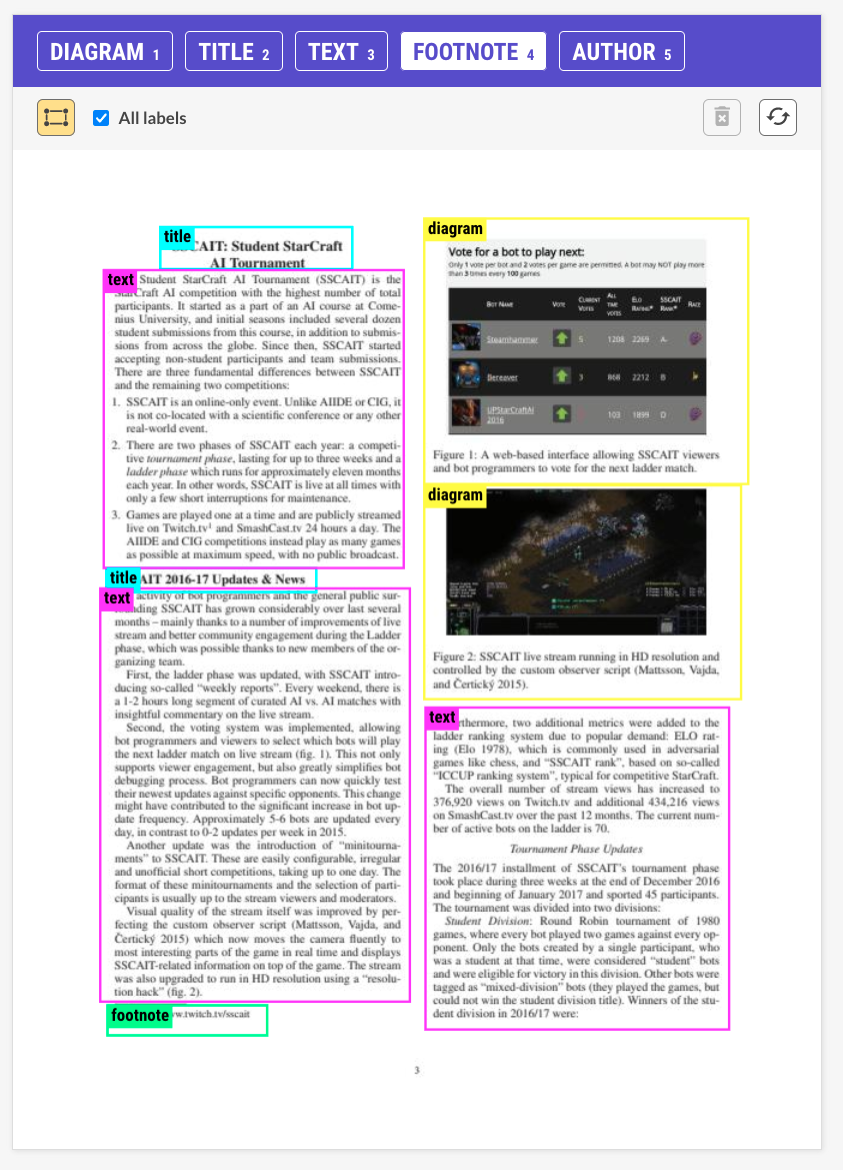 DIAGRAM 1 TITLE 2 TEXT 3 FOOTNOTE 4 AUTHOR 5
All labels
title
CAIT: Student StarCraft
AI Tournament
text
Student StarCraft AI Tournament (SSCAIT) is the
StarCraft AI competition with the highest number of total
participants. It started as a part of an AI course at Come-
nius University, and initial seasons included several dozen
student submissions from this course, in addition to submis-
sions from across the globe. Since then, SSCAIT started
accepting non-student participants and team submissions.
There are three fundamental differences between SSCAIT
and the remaining two competitions:
1. SSCAIT is an online-only event. Unlike AIIDE or CIG, it
is not co-located with a scientific conference or any other
real-world event.
2. There are two phases of SSCAIT each year: a competi-
tive tournament phase, lasting for up to three weeks and a
ladder phase which runs for approximately eleven months
each year. In other words, SSCAIT is live at all times with
only a few short interruptions for maintenance.
3. Games are played one at a time and are publicly streamed
live on Twitch.tv¹ and SmashCast.tv 24 hours a day. The
AIIDE and CIG competitions instead play as many games
as possible at maximum speed, with no public broadcast.
title
AIT 2016-17 Updates & News
text
activity of bot programmers and the general public sur-
nding SSCAIT has grown considerably over last several
months – mainly thanks to a number of improvements of live
stream and better community engagement during the Ladder
phase, which was possible thanks to new members of the or-
ganizing team.
First, the ladder phase was updated, with SSCAIT intro-
ducing so-called “weekly reports”. Every weekend, there is
a 1-2 hours long segment of curated AI vs. AI matches with
insightful commentary on the live stream.
Second, the voting system was implemented, allowing
bot programmers and viewers to select which bots will play
the next ladder match on live stream (fig. 1). This not only
supports viewer engagement, but also greatly simplifies bot
debugging process. Bot programmers can now quickly test
their newest updates against specific opponents. This change
might have contributed to the significant increase in bot up-
date frequency. Approximately 5-6 bots are updated every
day, in contrast to 0-2 updates per week in 2015.
Another update was the introduction of “minitourna-
ments” to SSCAIT. These are easily configurable, irregular
and unofficial short competitions, taking up to one day. The
format of these minitournaments and the selection of parti-
cipants is usually up to the stream viewers and moderators.
Visual quality of the stream itself was improved by per-
fecting the custom observer script (Mattsson, Vajda, and
Čertický 2015) which now moves the camera fluently to
most interesting parts of the game in real time and displays
SSCAIT-related information on top of the game. The stream
was also upgraded to run in HD resolution using a “resolu-
tion hack” (fig. 2).
footnote
w.twitch.tv/sscait
diagram
Vote for a bot to play next:
Only 1 vote per bot and 2 votes per game are permitted. A bot may NOT play more
than 3 times every 100 games
BOT NAME VOTE CURRENT VOTES ALL TIME VOTES ELO RATING* SSCAIT RANK* RACE
Steamhammer 5 1208 2269 A-
Bereaver 3 868 2212 B
UPStarCraftAI 2016 103 1899 D
Figure 1: A web-based interface allowing SSCAIT viewers
and bot programmers to vote for the next ladder match.
diagram
Figure 2: SSCAIT live stream running in HD resolution and
controlled by the custom observer script (Mattsson, Vajda,
and Čertický 2015).
text
rthermore, two additional metrics were added to the
ladder ranking system due to popular demand: ELO rat-
ing (Elo 1978), which is commonly used in adversarial
games like chess, and “SSCAIT rank”, based on so-called
“ICCUP ranking system”, typical for competitive StarCraft.
The overall number of stream views has increased to
376,920 views on Twitch.tv and additional 434,216 views
on SmashCast.tv over the past 12 months. The current num-
ber of active bots on the ladder is 70.
Tournament Phase Updates
The 2016/17 installment of SSCAIT’s tournament phase
took place during three weeks at the end of December 2016
and beginning of January 2017 and sported 45 participants.
The tournament was divided into two divisions:
Student Division: Round Robin tournament of 1980
games, where every bot played two games against every op-
ponent. Only the bots created by a single participant, who
was a student at that time, were considered “student” bots
and were eligible for victory in this division. Other bots were
tagged as “mixed-division” bots (they played the games, but
could not win the student division title). Winners of the stu-
dent division in 2016/17 were:
3